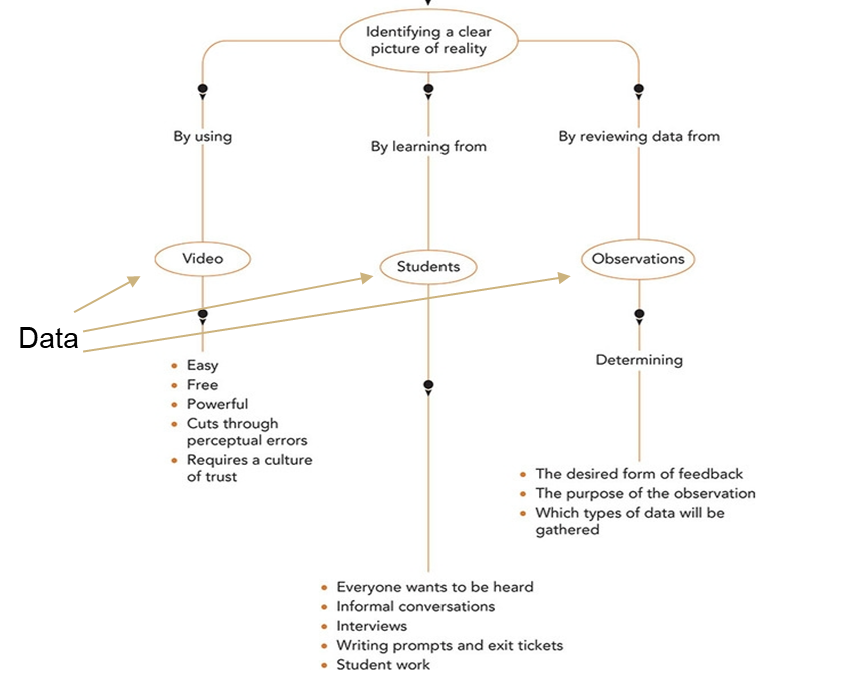 Identifying a clear
picture of reality
By using
By learning from
By reviewing data from
Video
Students
Observations
Data
Easy
Free
Powerful
Cuts through
perceptual errors
Requires a culture
of trust
Determining
The desired form of feedback
The purpose of the observation
Which types of data will be
gathered
Everyone wants to be heard
Informal conversations
Interviews
Writing prompts and exit tickets
Student work